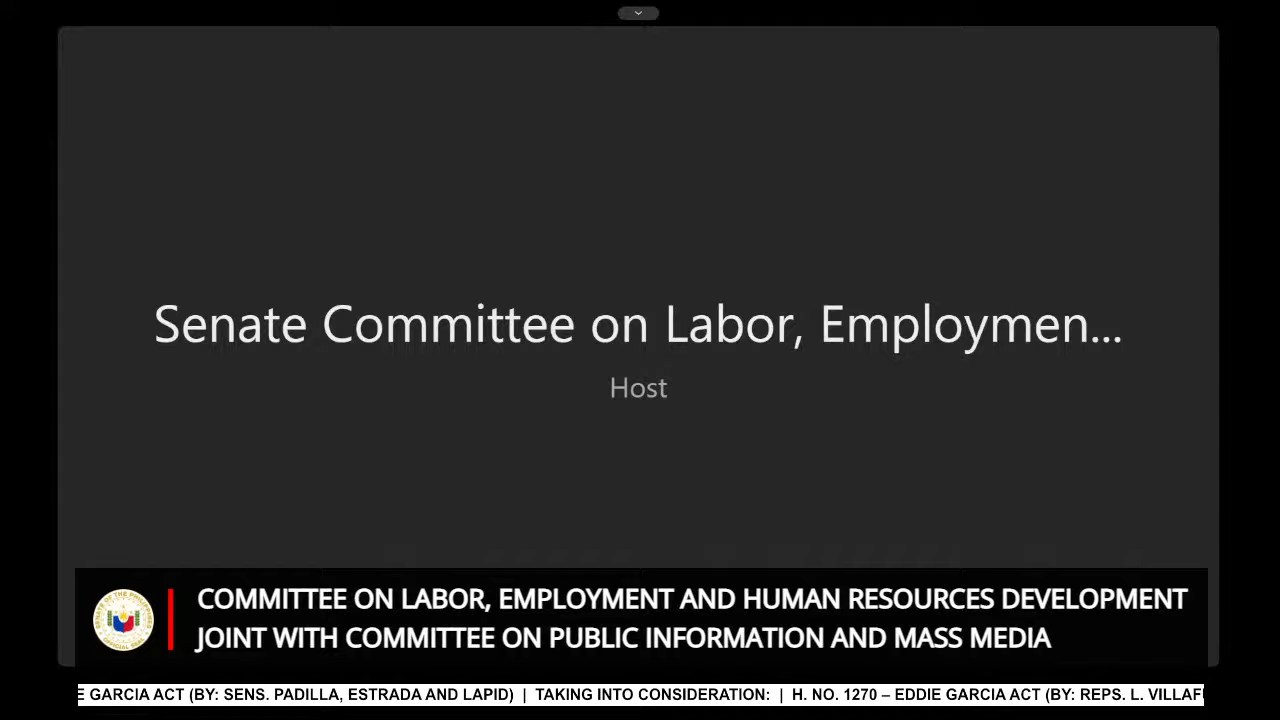 Senate Committee on Labor, Employmen...
Host
COMMITTEE ON LABOR, EMPLOYMENT AND HUMAN RESOURCES DEVELOPMENT
JOINT WITH COMMITTEE ON PUBLIC INFORMATION AND MASS MEDIA
E GARCIA ACT (BY: SENS. PADILLA, ESTRADA AND LAPID) | TAKING INTO CONSIDERATION: | H. NO. 1270 – EDDIE GARCIA ACT (BY: REPS. L. VILLAFU